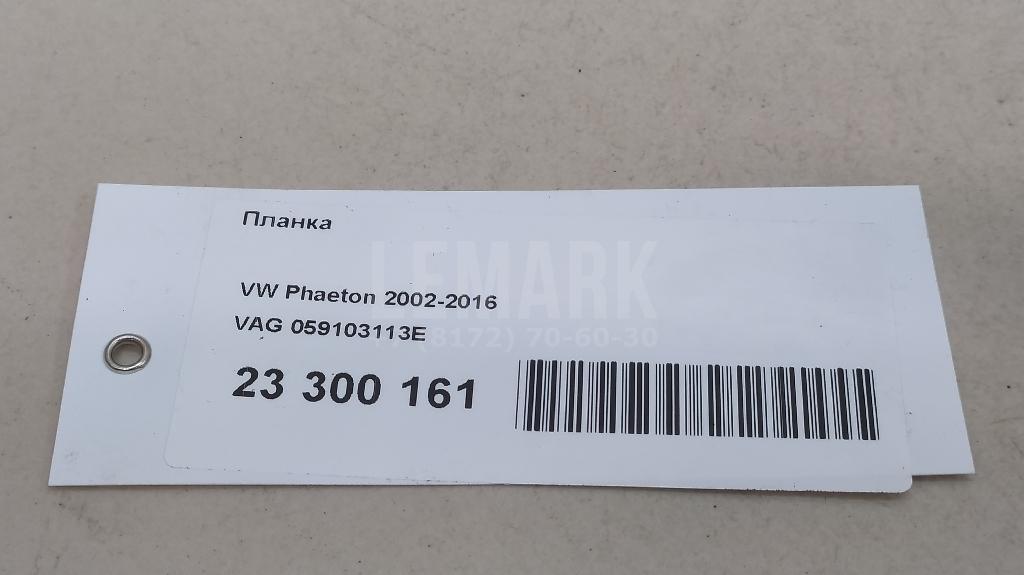 Планка
LEMARK
VW Phaeton 2002-2016
VAG 059103113E
(8172) 70-60-30
23 300 161